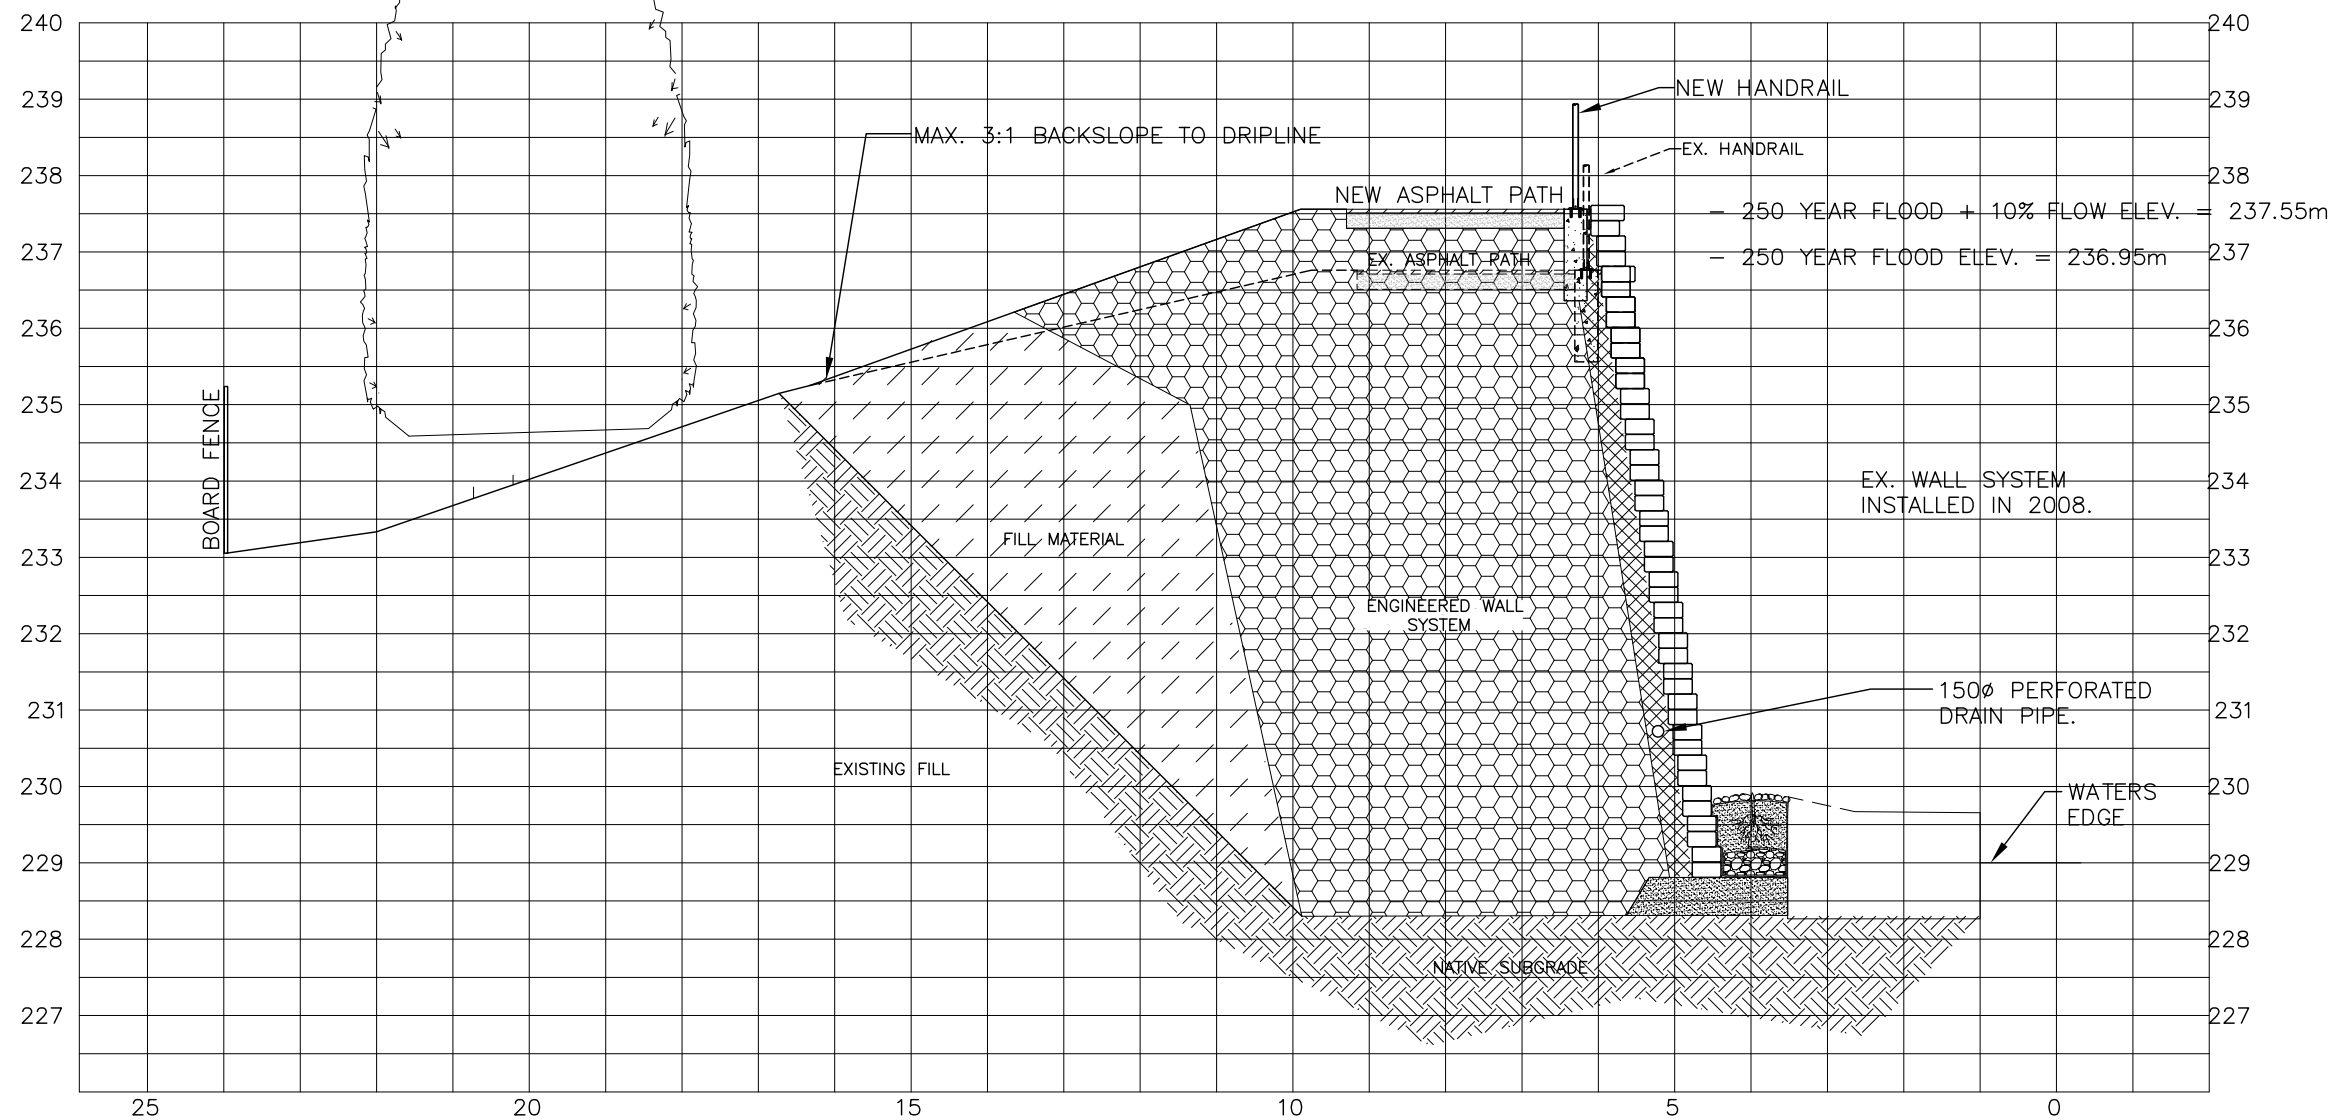 240
240
239
NEW HANDRAIL
239
MAX. 3:1 BACKSLOPE TO DRIPLINE
EX. HANDRAIL
238
238
NEW ASPHALT PATH
- 250 YEAR FLOOD + 10% FLOW ELEV. = 237.55m
237
EX. ASPHALT PATH
- 250 YEAR FLOOD ELEV. = 236.95m
237
236
236
235
235
BOARD FENCE
234
EX. WALL SYSTEM
INSTALLED IN 2008.
234
233
FILL MATERIAL
233
232
ENGINEERED WALL
SYSTEM
232
231
150ø PERFORATED
DRAIN PIPE.
231
EXISTING FILL
230
WATERS
EDGE
230
229
229
228
228
NATIVE SUBGRADE
227
227
25
20
15
10
5
0